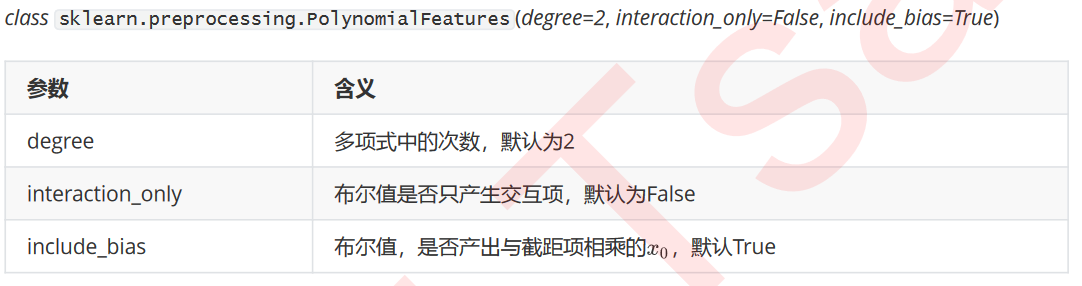 class sklearn.preprocessing.PolynomialFeatures(degree=2, interaction_only=False, include_bias=True)
参数 含义
degree 多项式中的次数，默认为2
interaction_only 布尔值是否只产生交互项，默认为False
include_bias 布尔值，是否产出与截距项相乘的x₀，默认True
Tsa